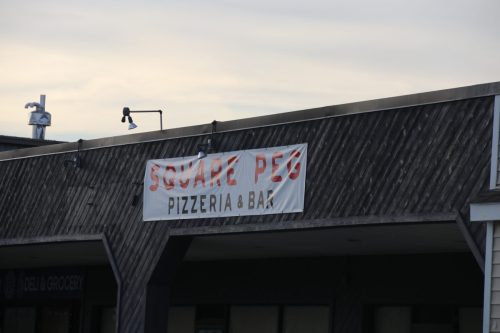 SQUARE PEG
PIZZERIA & BAR
DELI & GROCERY